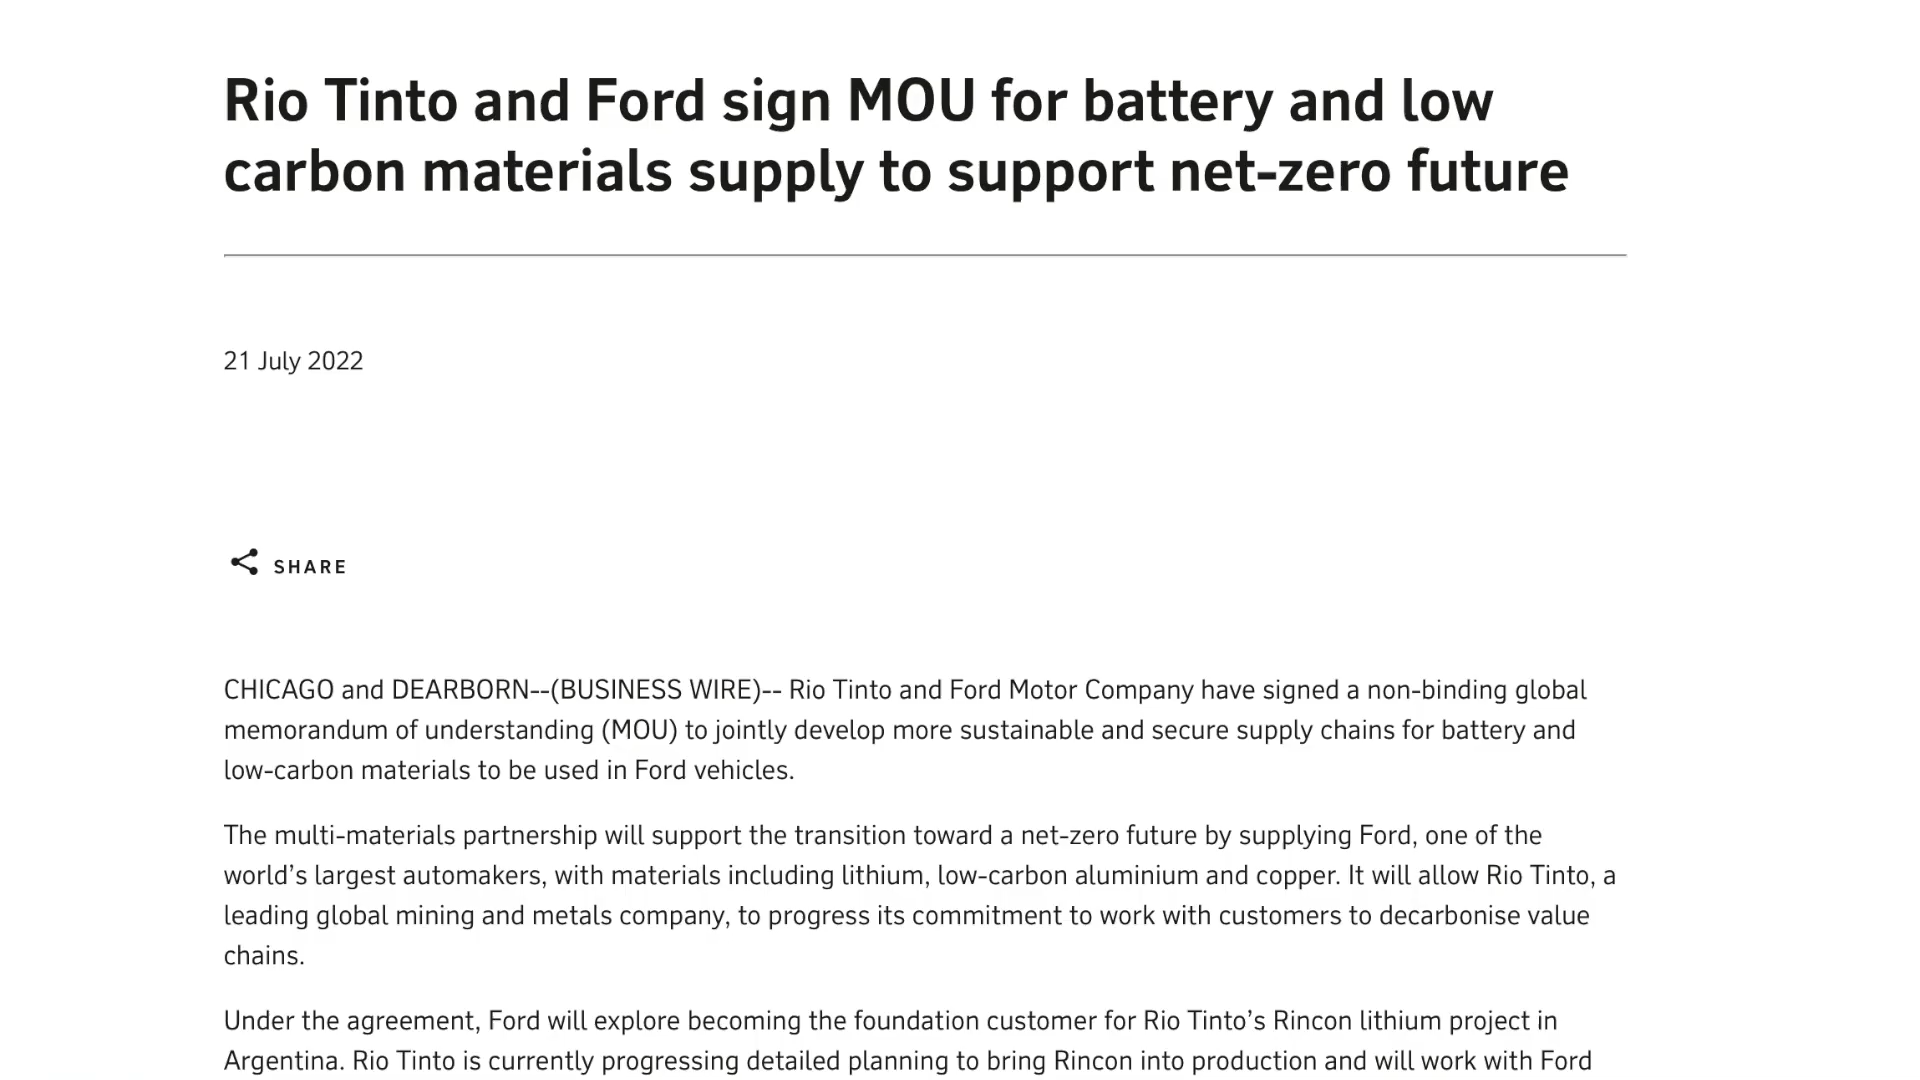 Rio Tinto and Ford sign MOU for battery and low
carbon materials supply to support net-zero future
21 July 2022
SHARE
CHICAGO and DEARBORN--(BUSINESS WIRE)-- Rio Tinto and Ford Motor Company have signed a non-binding global
memorandum of understanding (MOU) to jointly develop more sustainable and secure supply chains for battery and
low-carbon materials to be used in Ford vehicles.
The multi-materials partnership will support the transition toward a net-zero future by supplying Ford, one of the
world’s largest automakers, with materials including lithium, low-carbon aluminium and copper. It will allow Rio Tinto, a
leading global mining and metals company, to progress its commitment to work with customers to decarbonise value
chains.
Under the agreement, Ford will explore becoming the foundation customer for Rio Tinto’s Rincon lithium project in
Argentina. Rio Tinto is currently progressing detailed planning to bring Rincon into production and will work with Ford